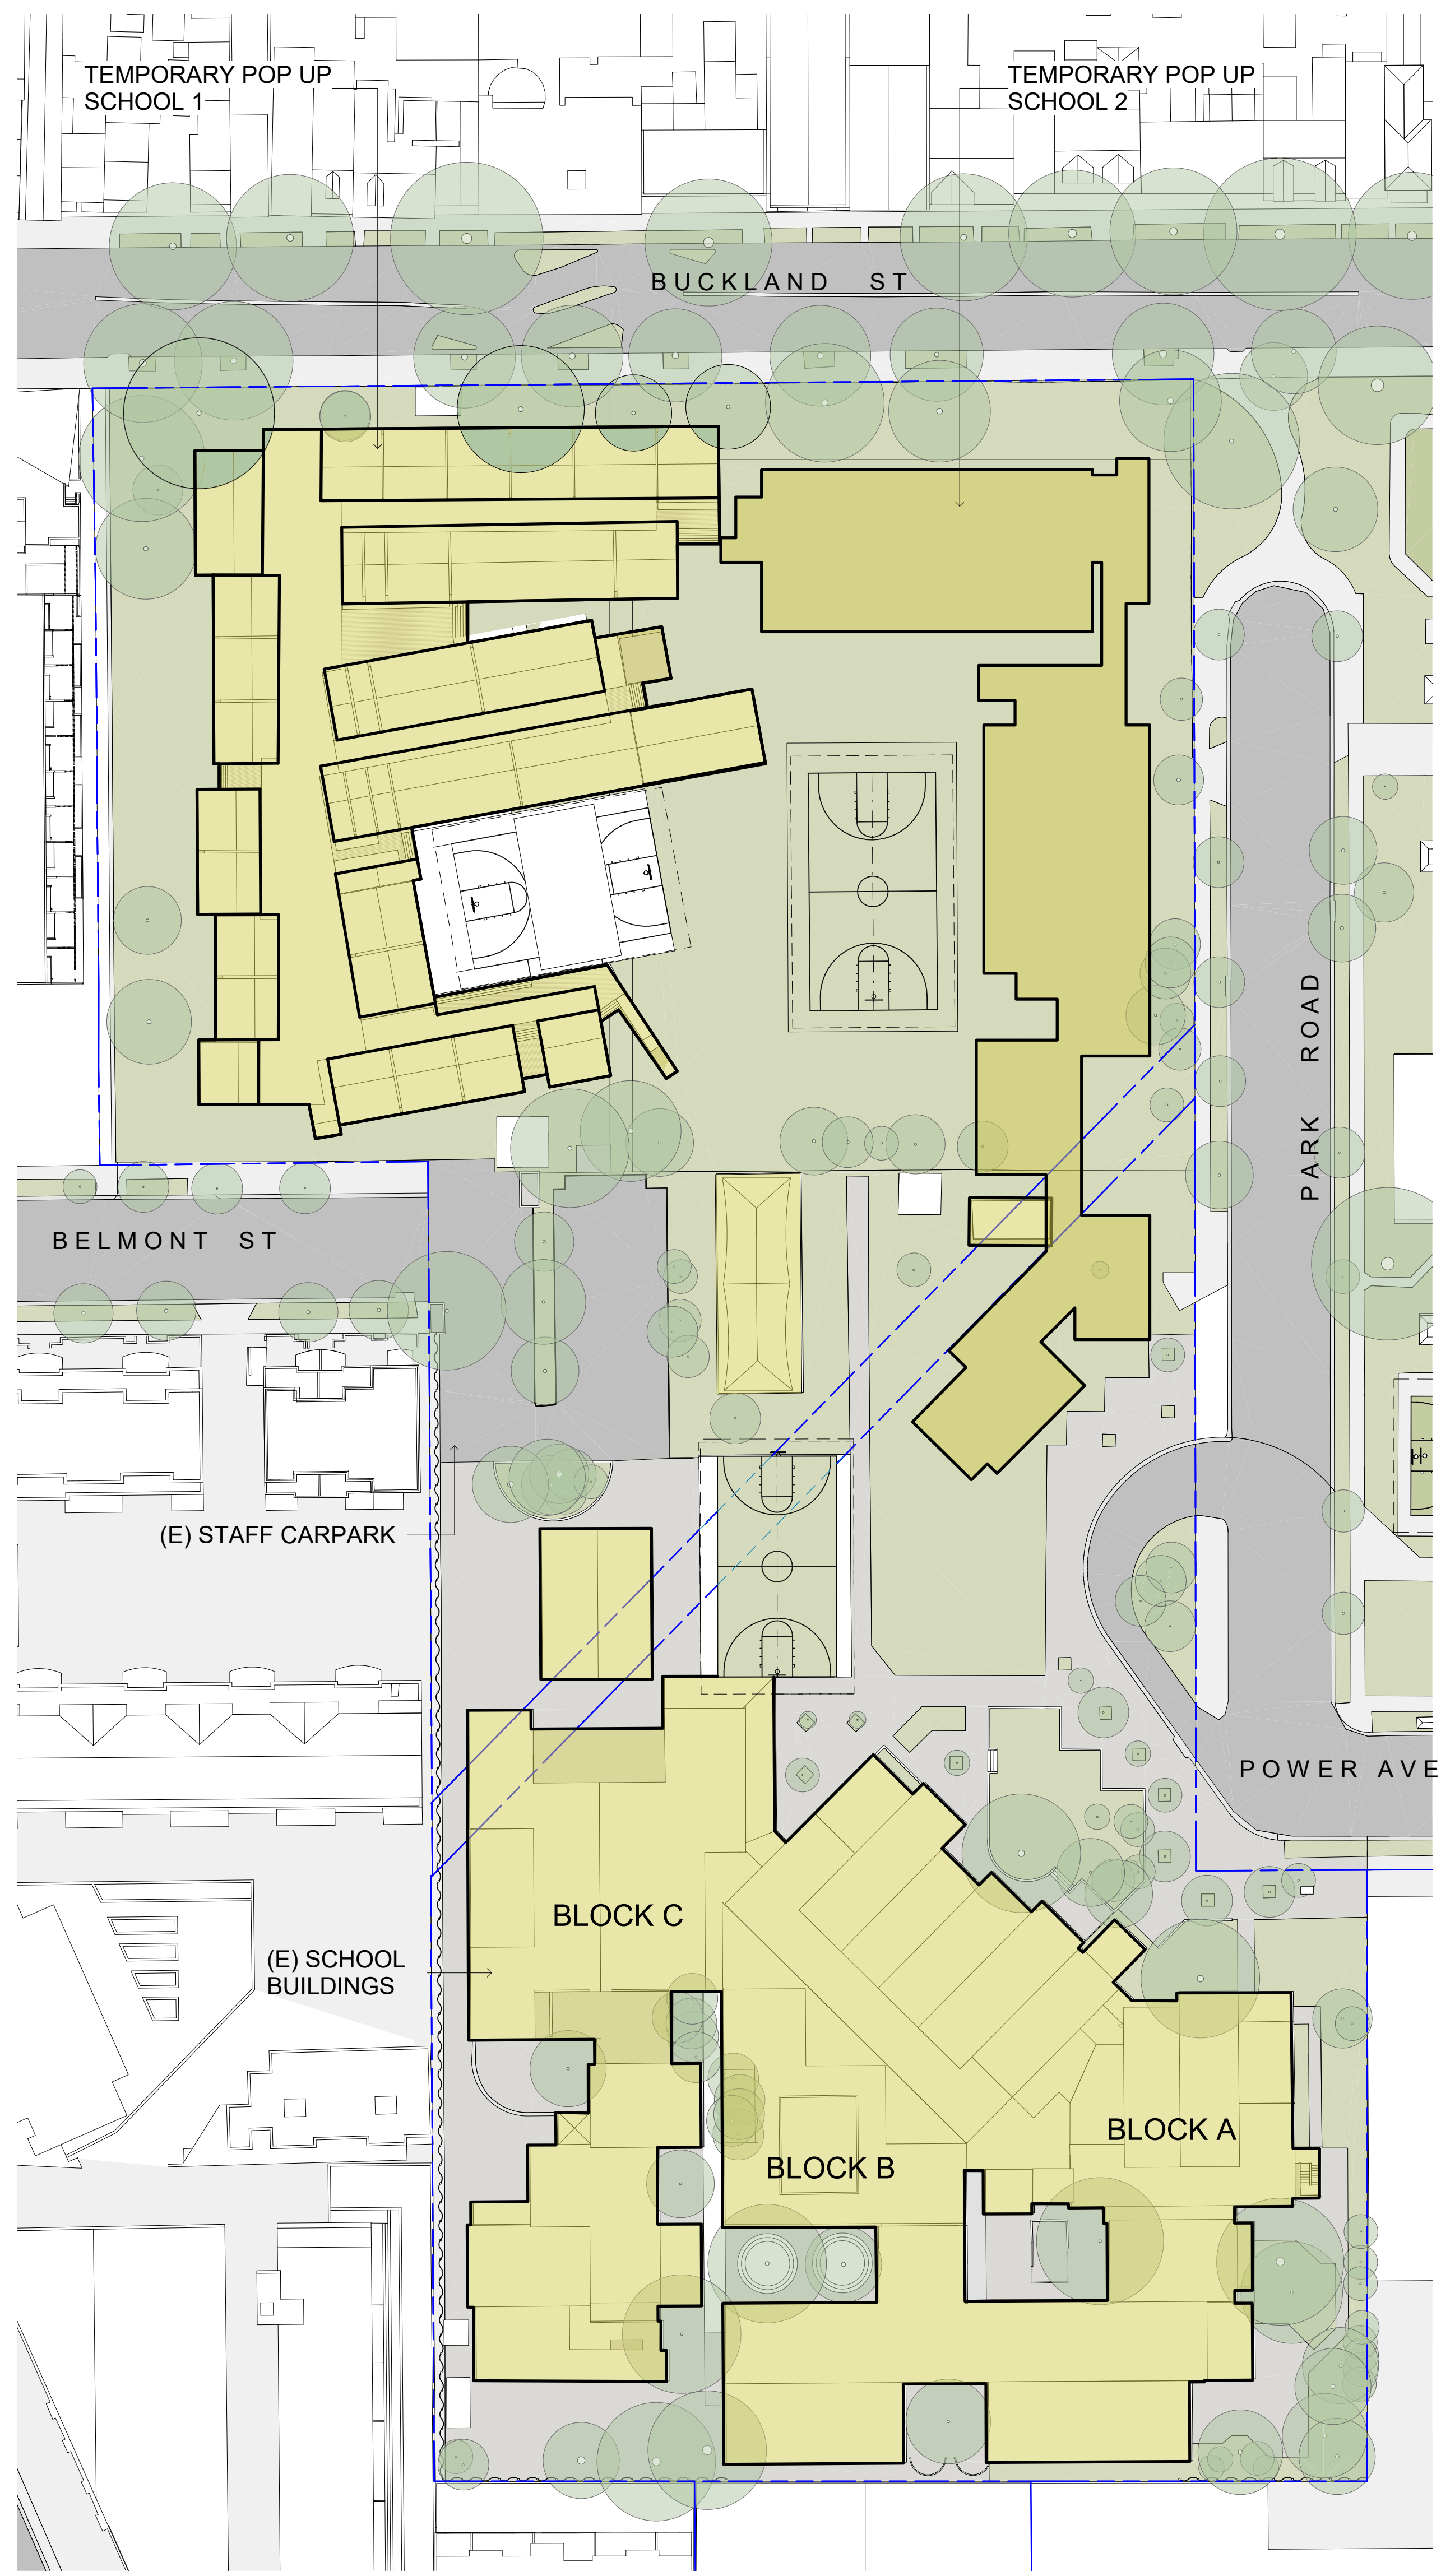 TEMPORARY POP UP
SCHOOL 1
TEMPORARY POP UP
SCHOOL 2
BUCKLAND ST
PARK ROAD
BELMONT ST
(E) STAFF CARPARK
POWER AVE
BLOCK C
(E) SCHOOL
BUILDINGS
BLOCK A
BLOCK B